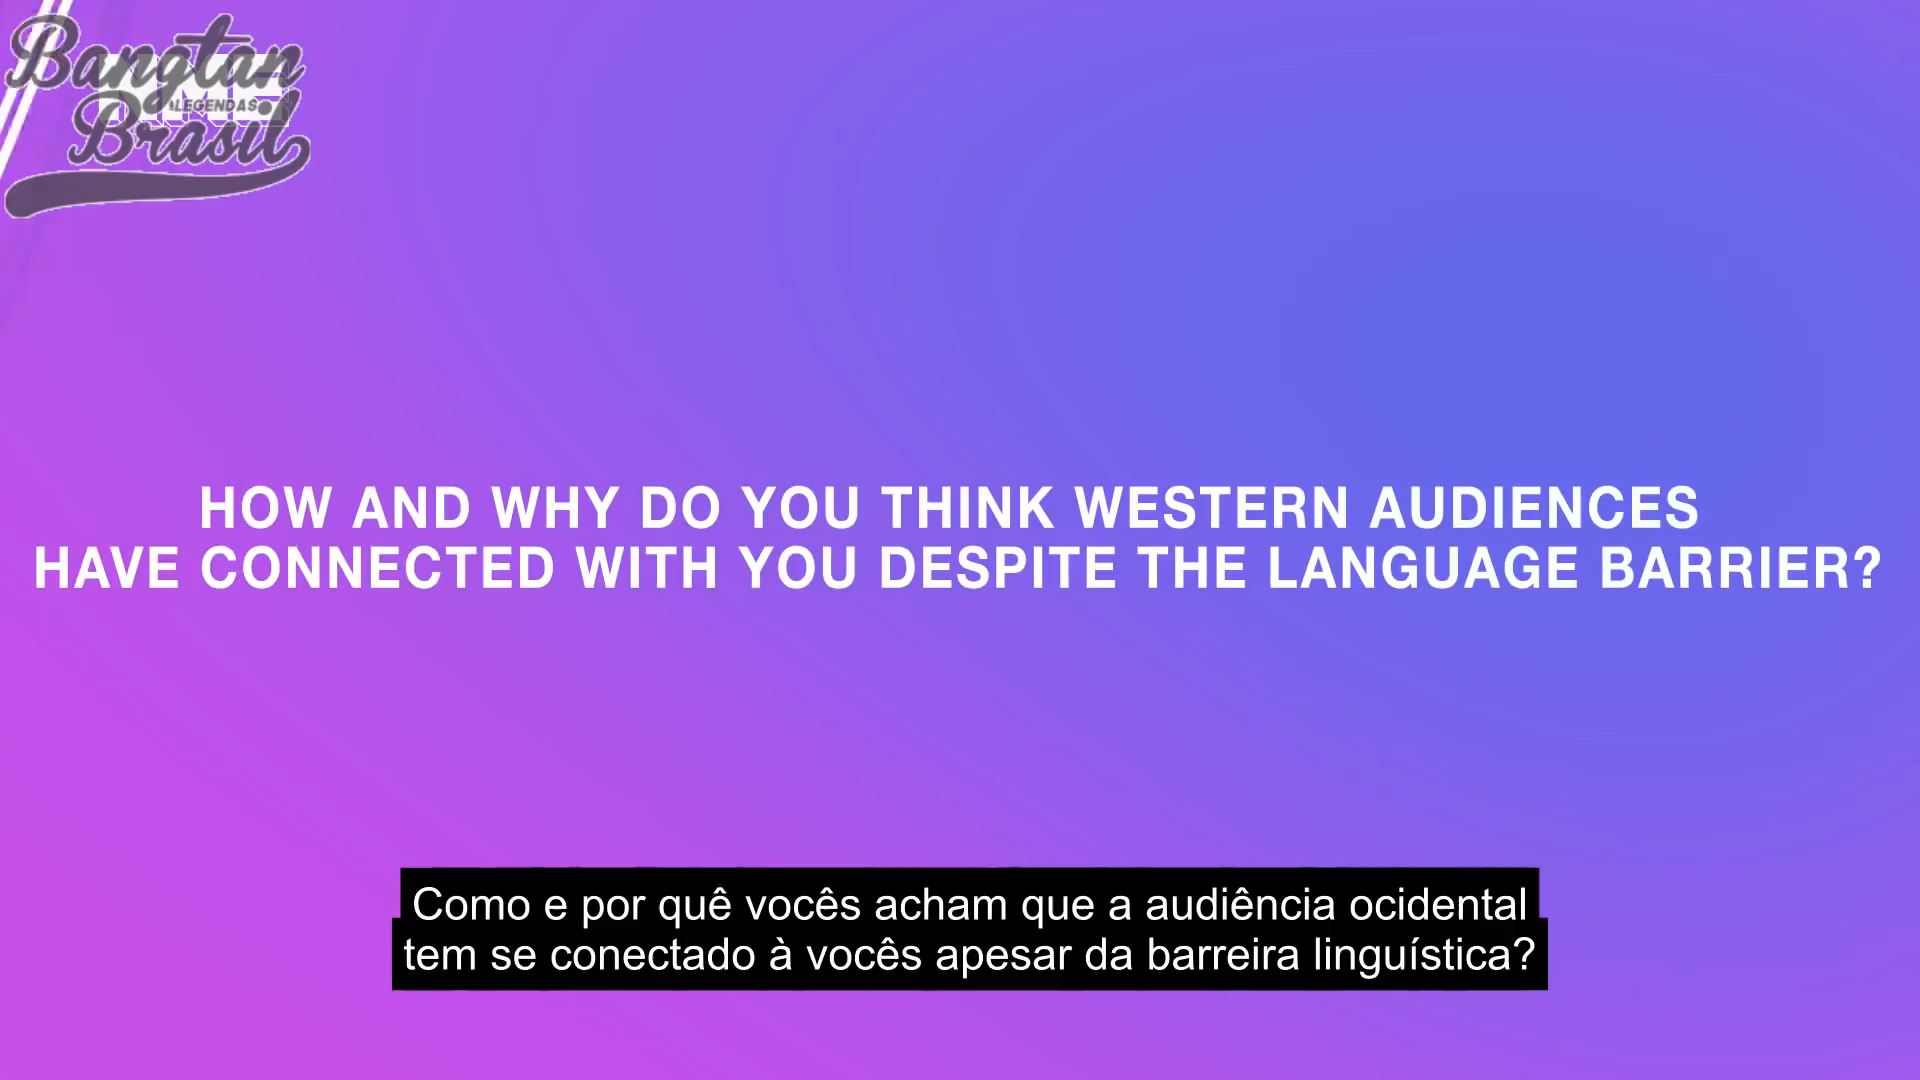 Bangtan
LEGENDAS
Brasil
NME
HOW AND WHY DO YOU THINK WESTERN AUDIENCES
HAVE CONNECTED WITH YOU DESPITE THE LANGUAGE BARRIER?
Como e por quê vocês acham que a audiência ocidental
tem se conectado à vocês apesar da barreira linguística?